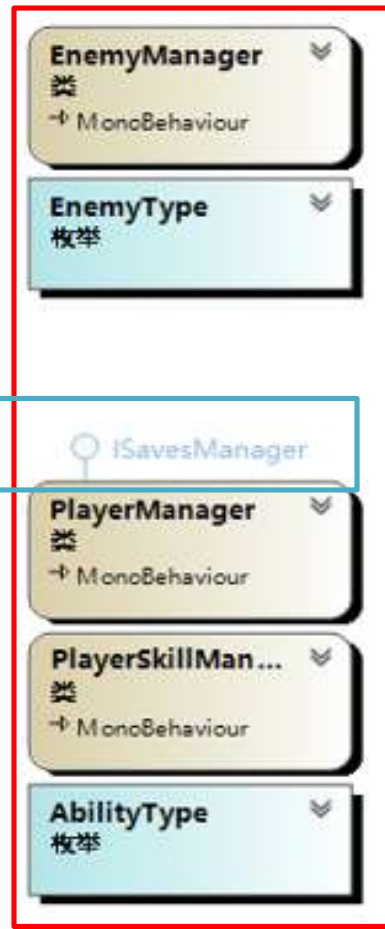 EnemyManager
类
MonoBehaviour
EnemyType
枚举
ISavesManager
PlayerManager
类
MonoBehaviour
PlayerSkillMan...
类
MonoBehaviour
AbilityType
枚举